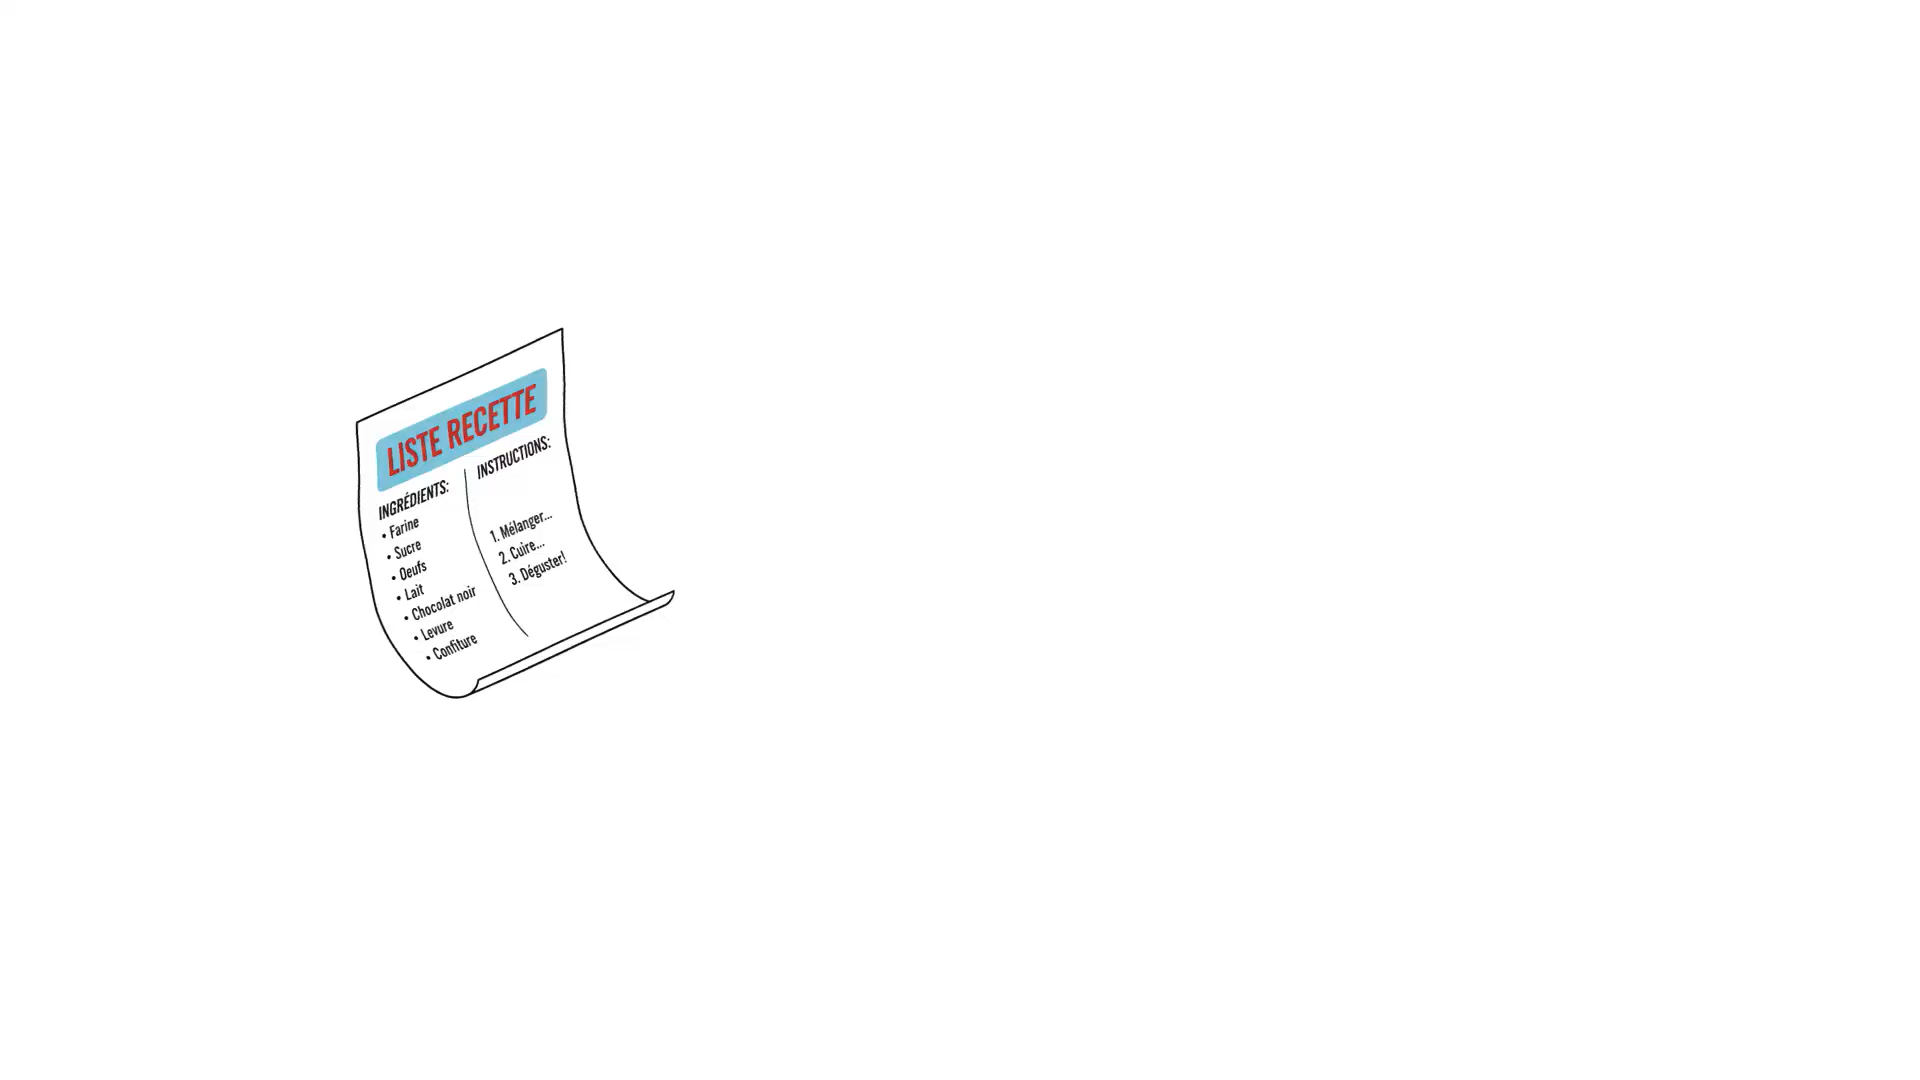 LISTE RECETTE
INGRÉDIENTS:
• Farine
• Sucre
• Oeufs
• Lait
• Chocolat noir
• Levure
• Confiture
INSTRUCTIONS:
1. Mélanger...
2. Cuire...
3. Déguster!